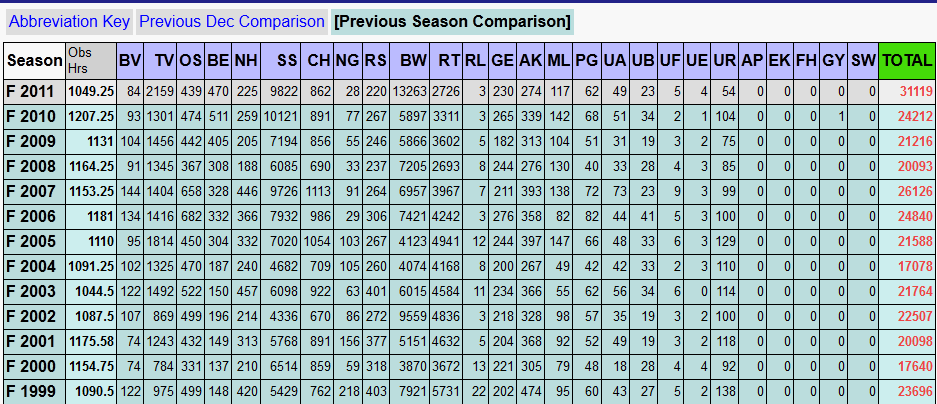 Abbreviation Key Previous Dec Comparison [Previous Season Comparison]
Season Obs Hrs BV TV OS BE NH SS CH NG RS BW RT RL GE AK ML PG UA UB UF UE UR AP EK FH GY SW TOTAL
F 2011 1049.25 84 2159 439 470 225 9822 862 28 220 13263 2726 3 230 274 117 62 49 23 5 4 54 0 0 0 0 0 31119
F 2010 1207.25 93 1301 474 511 259 10121 891 77 267 5897 3311 3 265 339 142 68 51 34 2 1 104 0 0 0 1 0 24212
F 2009 1131 104 1456 442 405 205 7194 856 55 246 5866 3602 5 182 313 104 51 31 19 3 2 75 0 0 0 0 0 21216
F 2008 1164.25 91 1345 367 308 188 6085 690 33 237 7205 2693 8 244 276 130 40 33 28 4 3 85 0 0 0 0 0 20093
F 2007 1153.25 144 1404 658 328 446 9726 1113 91 264 6957 3967 7 211 393 138 72 73 23 9 3 99 0 0 0 0 0 26126
F 2006 1181 134 1416 682 332 366 7932 986 29 306 7421 4242 3 276 358 82 82 44 41 5 3 100 0 0 0 0 0 24840
F 2005 1110 95 1814 450 304 332 7020 1054 103 267 4123 4941 12 244 397 147 66 48 33 6 3 129 0 0 0 0 0 21588
F 2004 1091.25 102 1325 470 187 240 4682 709 105 260 4074 4168 8 200 267 49 42 42 33 2 3 110 0 0 0 0 0 17078
F 2003 1044.5 122 1492 522 150 457 6098 922 63 401 6015 4584 11 234 366 55 62 56 34 6 0 114 0 0 0 0 0 21764
F 2002 1087.5 107 869 499 196 214 4336 670 86 272 9559 4836 3 218 328 98 57 35 19 3 2 100 0 0 0 0 0 22507
F 2001 1175.58 74 1243 432 149 313 5768 891 156 377 5151 4632 5 204 368 92 52 49 19 3 2 118 0 0 0 0 0 20098
F 2000 1154.75 74 784 331 137 210 6514 859 59 318 3870 3672 13 221 305 79 48 18 28 4 4 92 0 0 0 0 0 17640
F 1999 1090.5 122 975 499 148 420 5429 762 218 403 7921 5731 22 202 474 95 60 43 27 5 2 138 0 0 0 0 0 23696